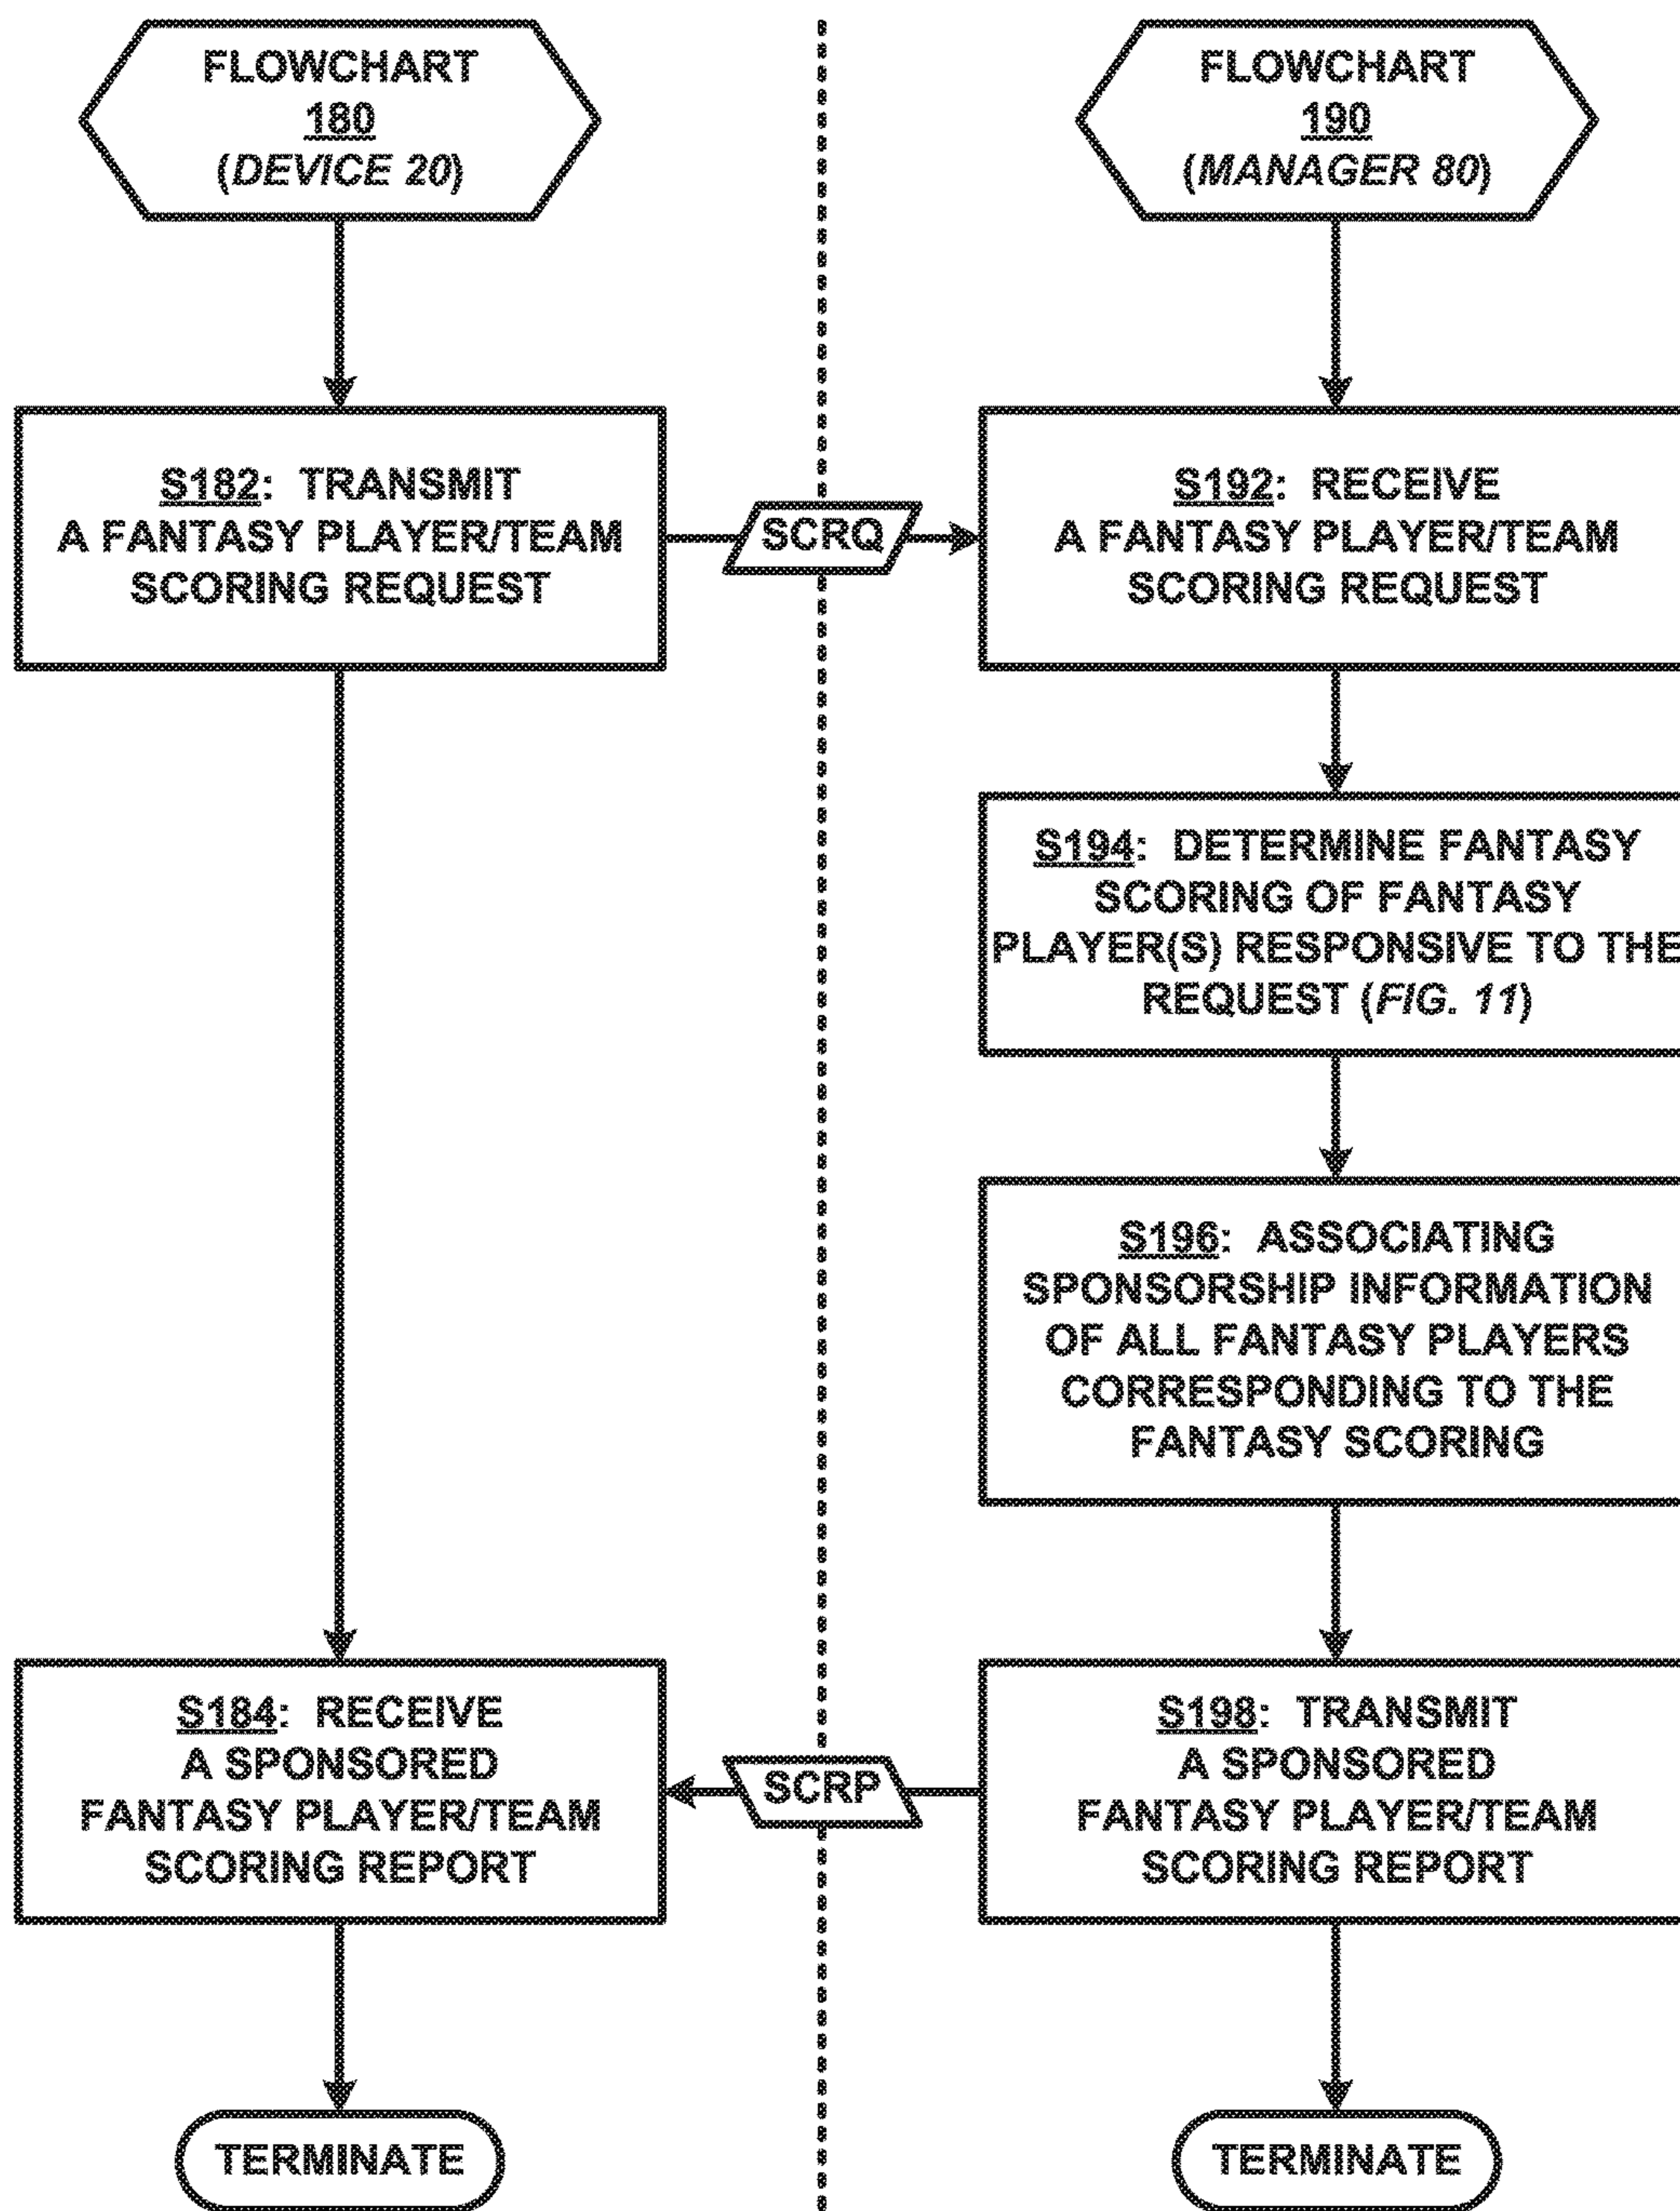 FLOWCHART
180
(DEVICE 20)
S182: TRANSMIT
A FANTASY PLAYER/TEAM
SCORING REQUEST
SCRQ
S184: RECEIVE
A SPONSORED
FANTASY PLAYER/TEAM
SCORING REPORT
SCRP
TERMINATE
FLOWCHART
190
(MANAGER 80)
S192: RECEIVE
A FANTASY PLAYER/TEAM
SCORING REQUEST
S194: DETERMINE FANTASY
SCORING OF FANTASY
PLAYER(S) RESPONSIVE TO THE
REQUEST (FIG. 11)
S196: ASSOCIATING
SPONSORSHIP INFORMATION
OF ALL FANTASY PLAYERS
CORRESPONDING TO THE
FANTASY SCORING
S198: TRANSMIT
A SPONSORED
FANTASY PLAYER/TEAM
SCORING REPORT
TERMINATE